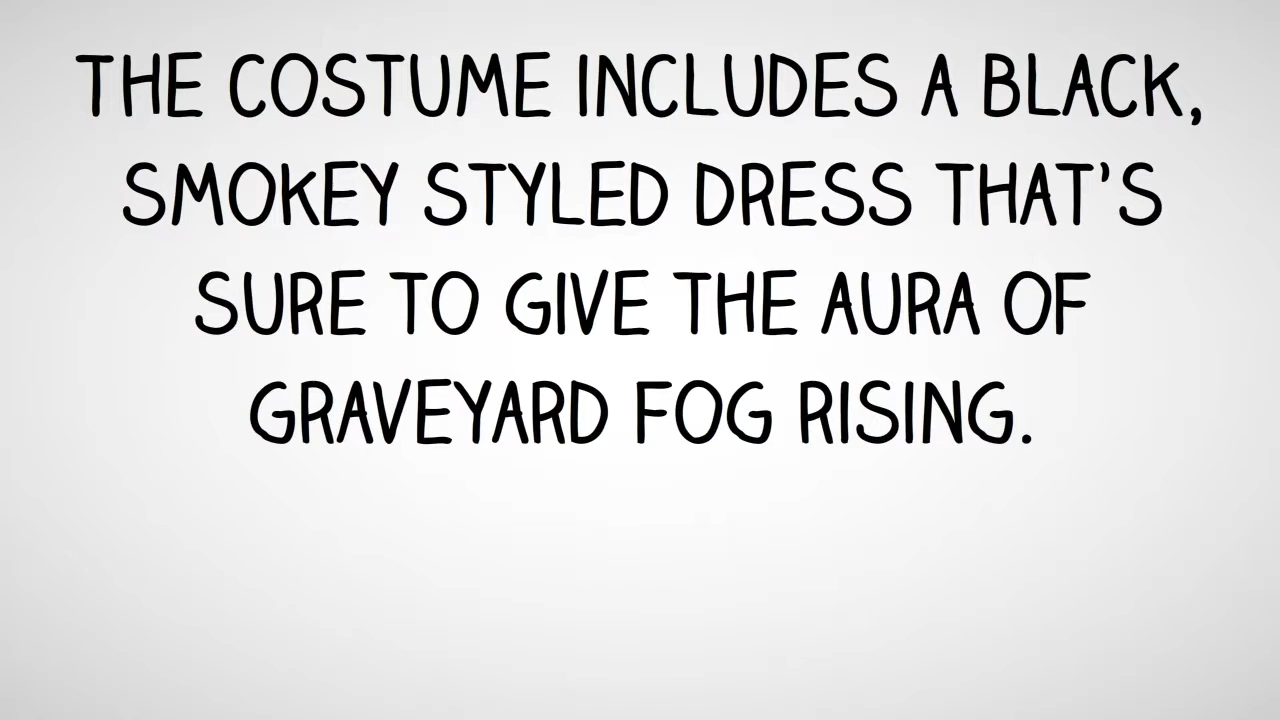 THE COSTUME INCLUDES A BLACK,
SMOKEY STYLED DRESS THAT'S
SURE TO GIVE THE AURA OF
GRAVEYARD FOG RISING.